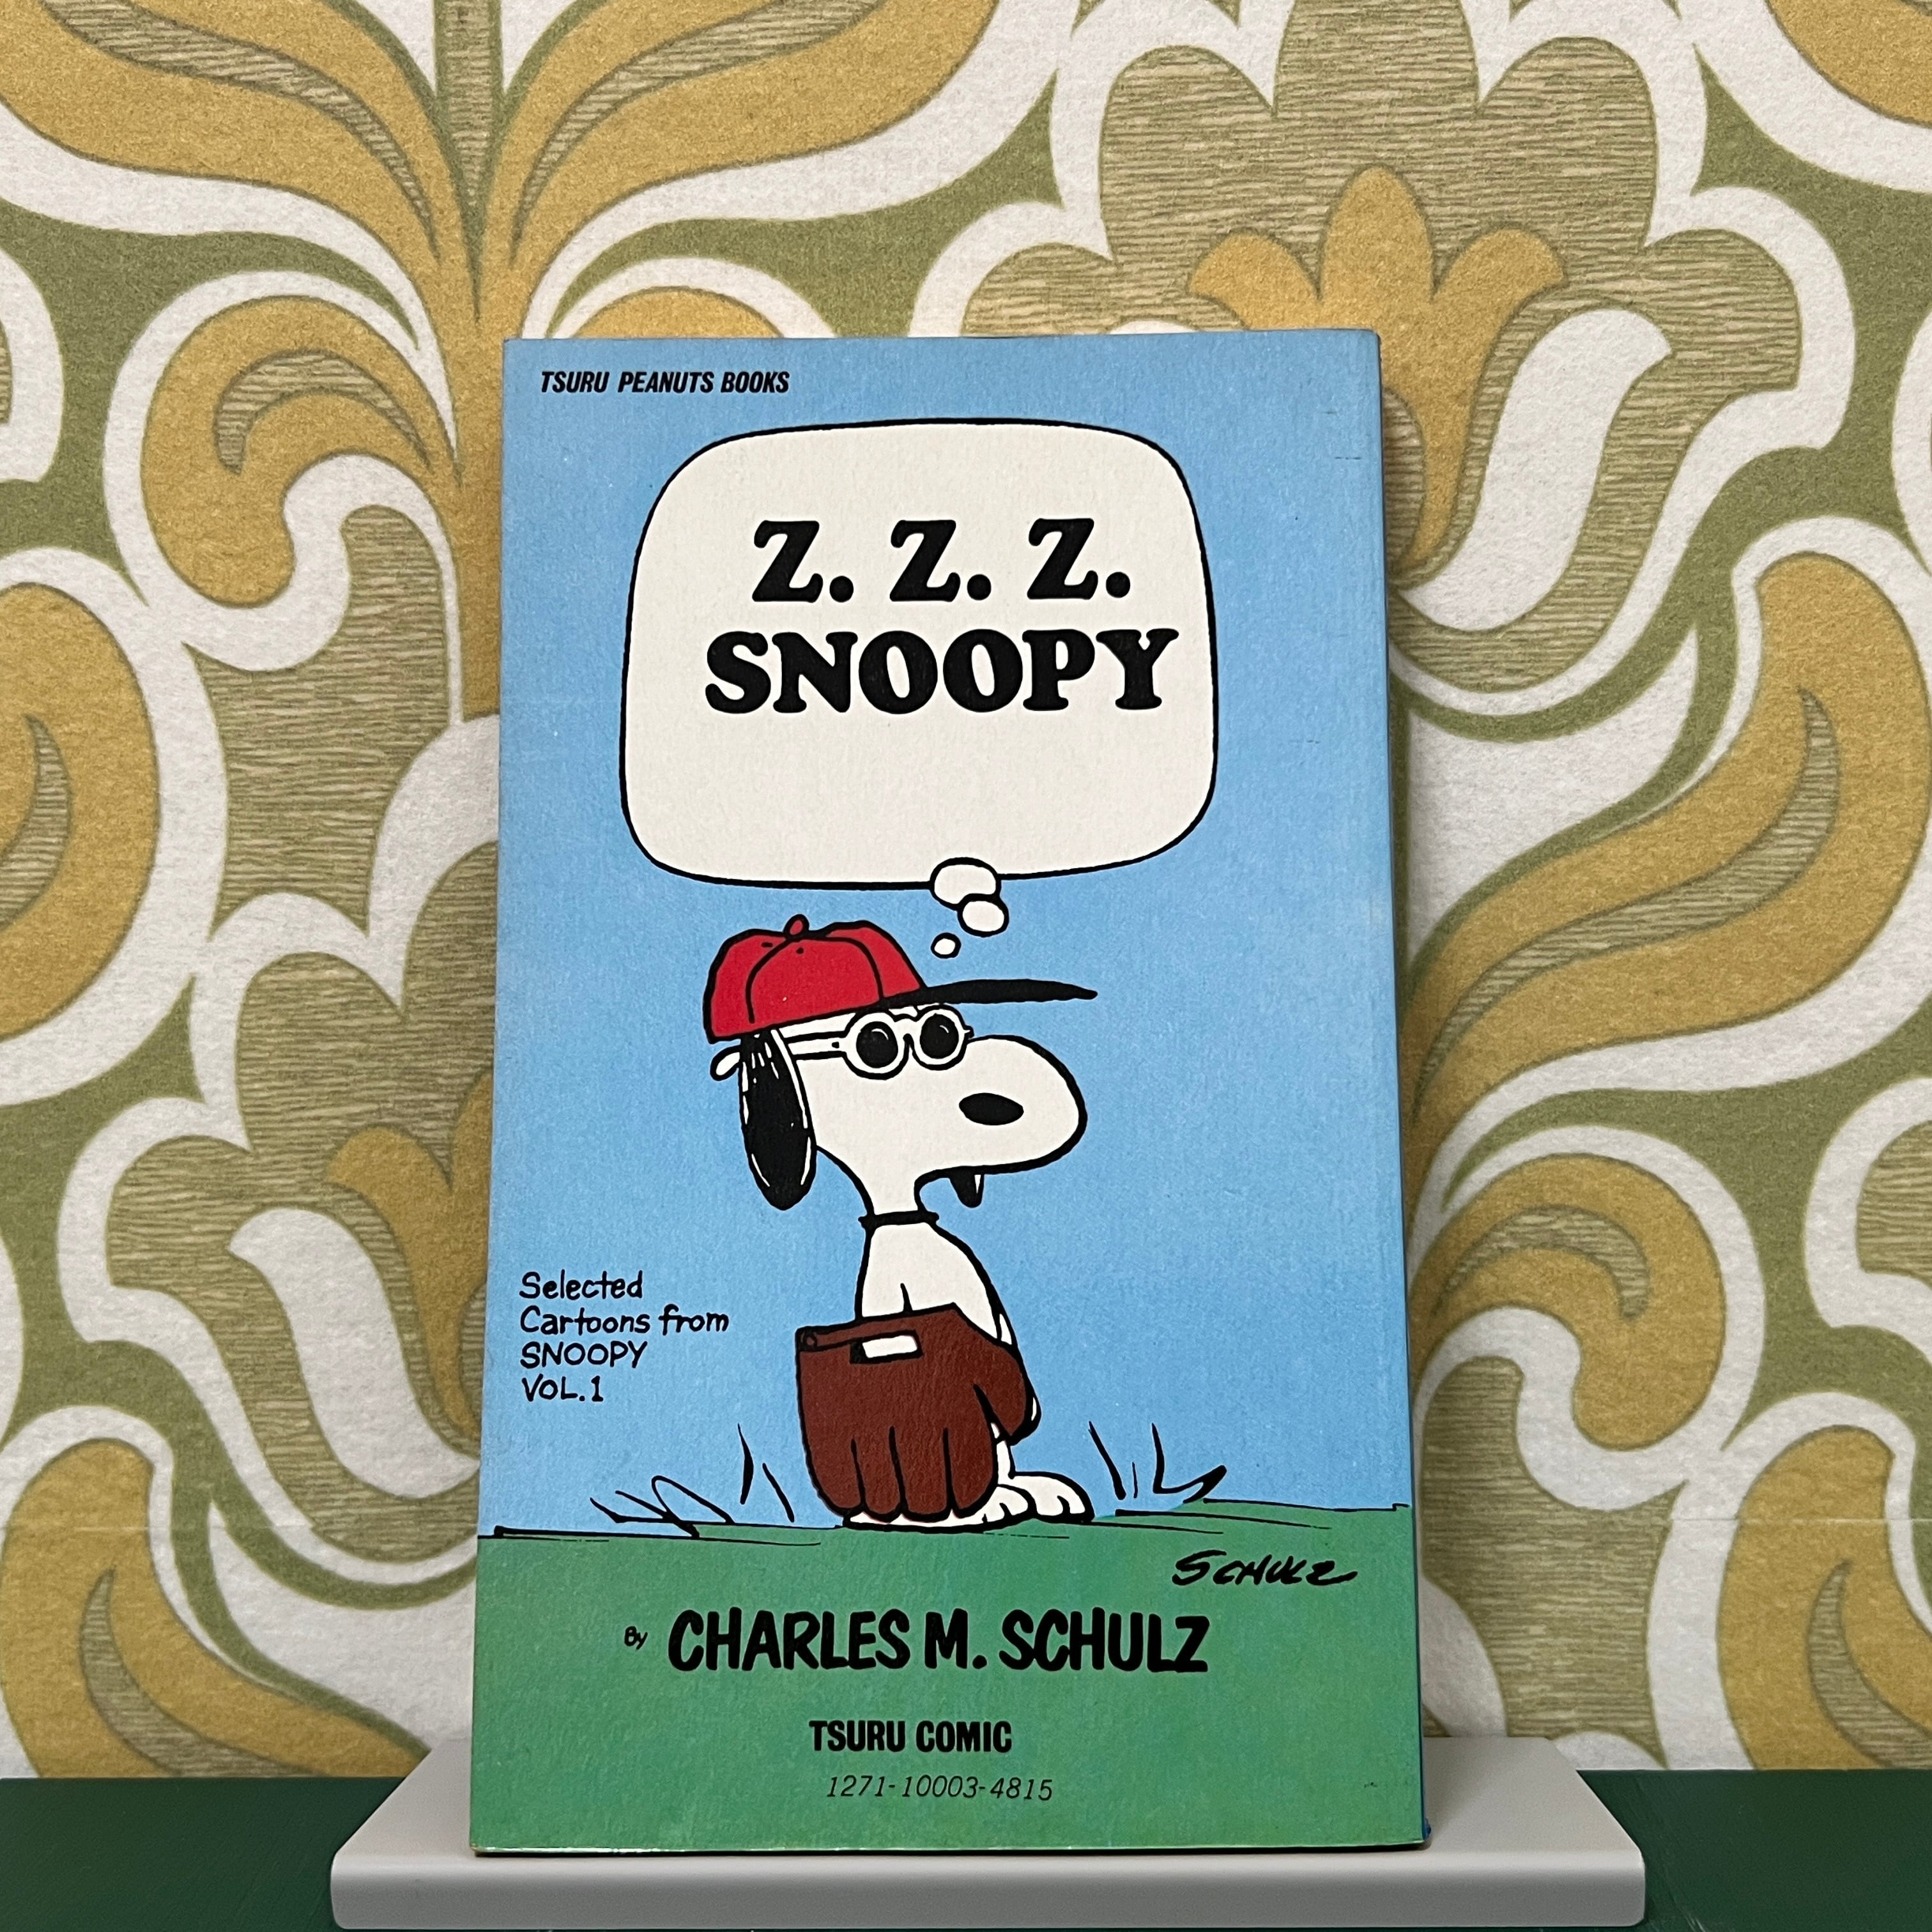 TSURU PEANUTS BOOKS
Z. Z. Z.
SNOOPY
Selected
Cartoons from
SNOOPY
VOL.1
SCHULZ
By CHARLES M. SCHULZ
TSURU COMIC
1271-10003-4815